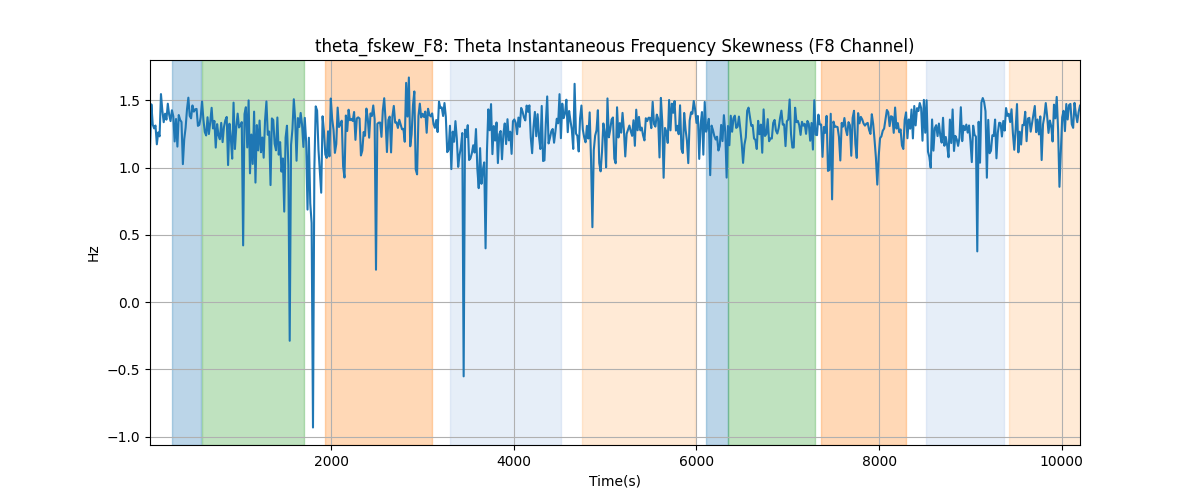 theta_fskew_F8: Theta Instantaneous Frequency Skewness (F8 Channel)
1.5
1.0
0.5
0.0
−0.5
−1.0
Hz
2000 4000 6000 8000 10000
Time(s)